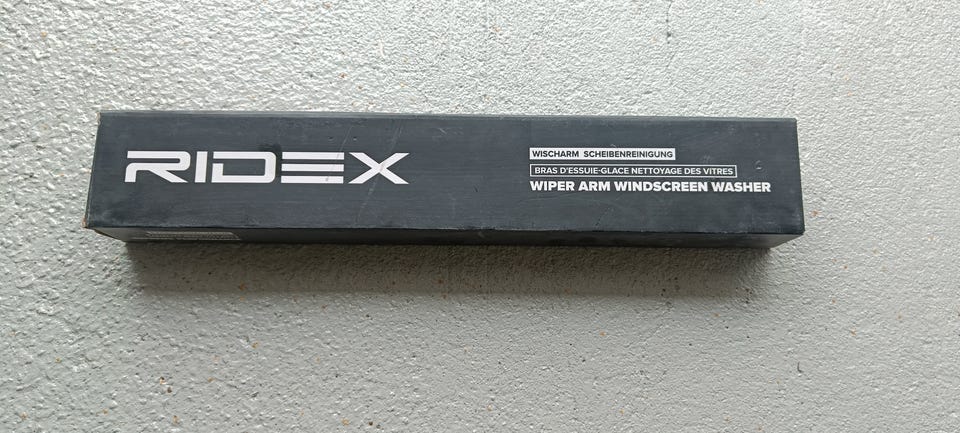 RIDEX
WISCHARM SCHEIBENREINIGUNG
BRAS D'ESSUIE-GLACE NETTOYAGE DES VITRES
WIPER ARM WINDSCREEN WASHER